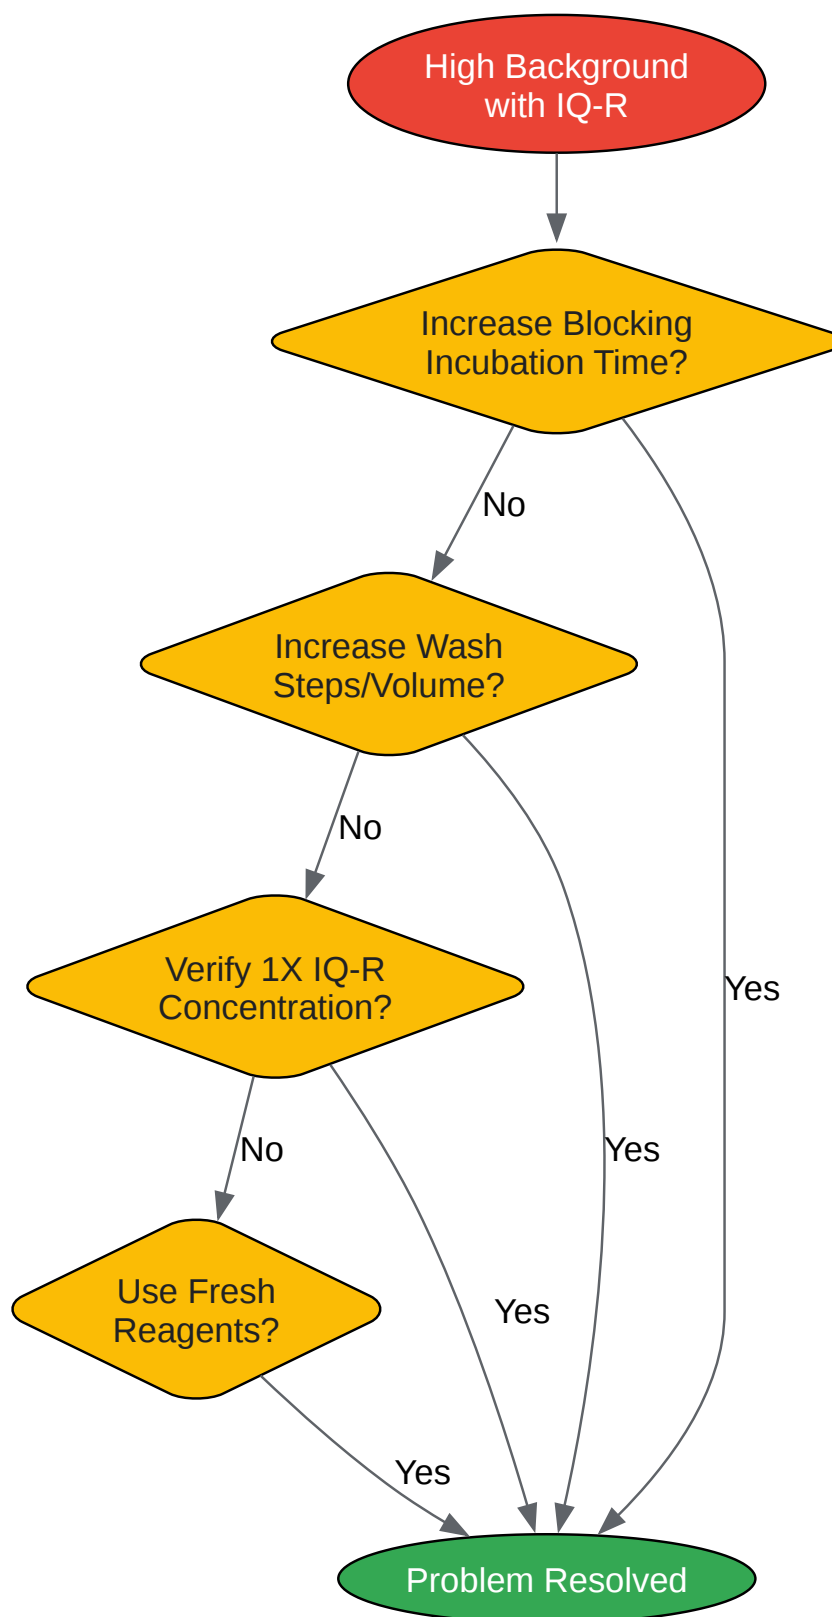 High Background
with IQ-R
Increase Blocking
Incubation Time?
No
Increase Wash
Steps/Volume?
No
Verify 1X IQ-R
Concentration?
Yes
No
Yes
Use Fresh
Reagents?
Yes
Yes
Problem Resolved